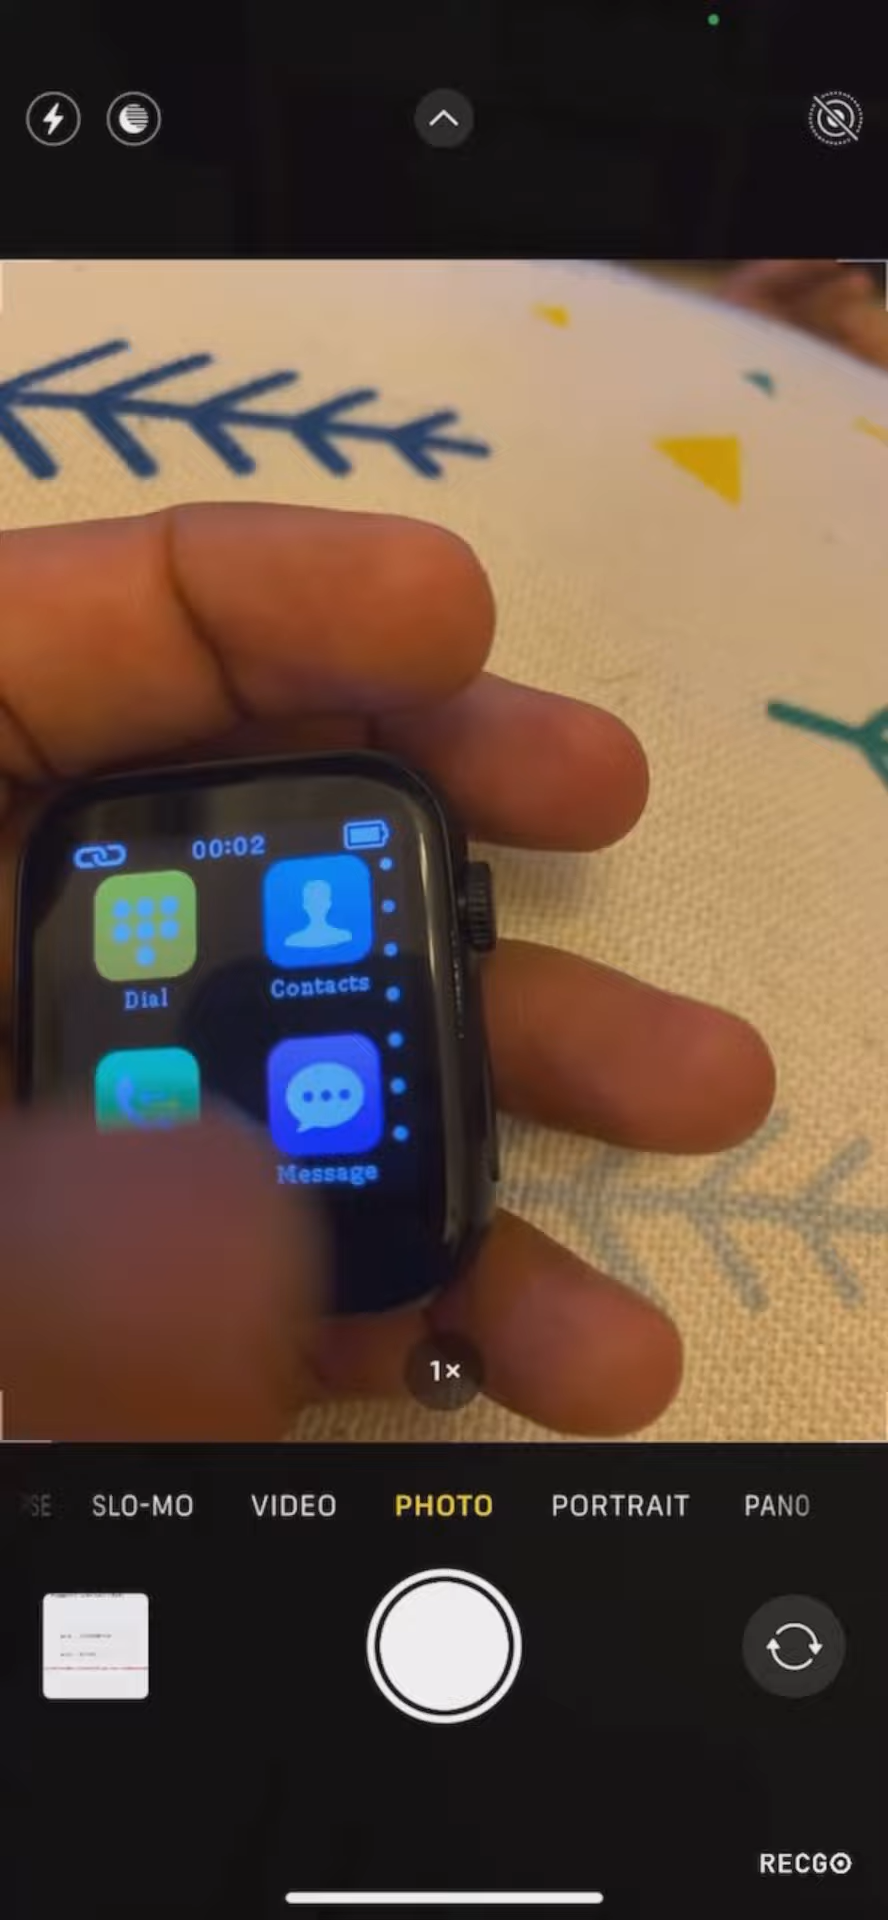 00:02
Dial
Contacts
Message
1×
SLO-MO
VIDEO
PHOTO
PORTRAIT
PANO
RECGO